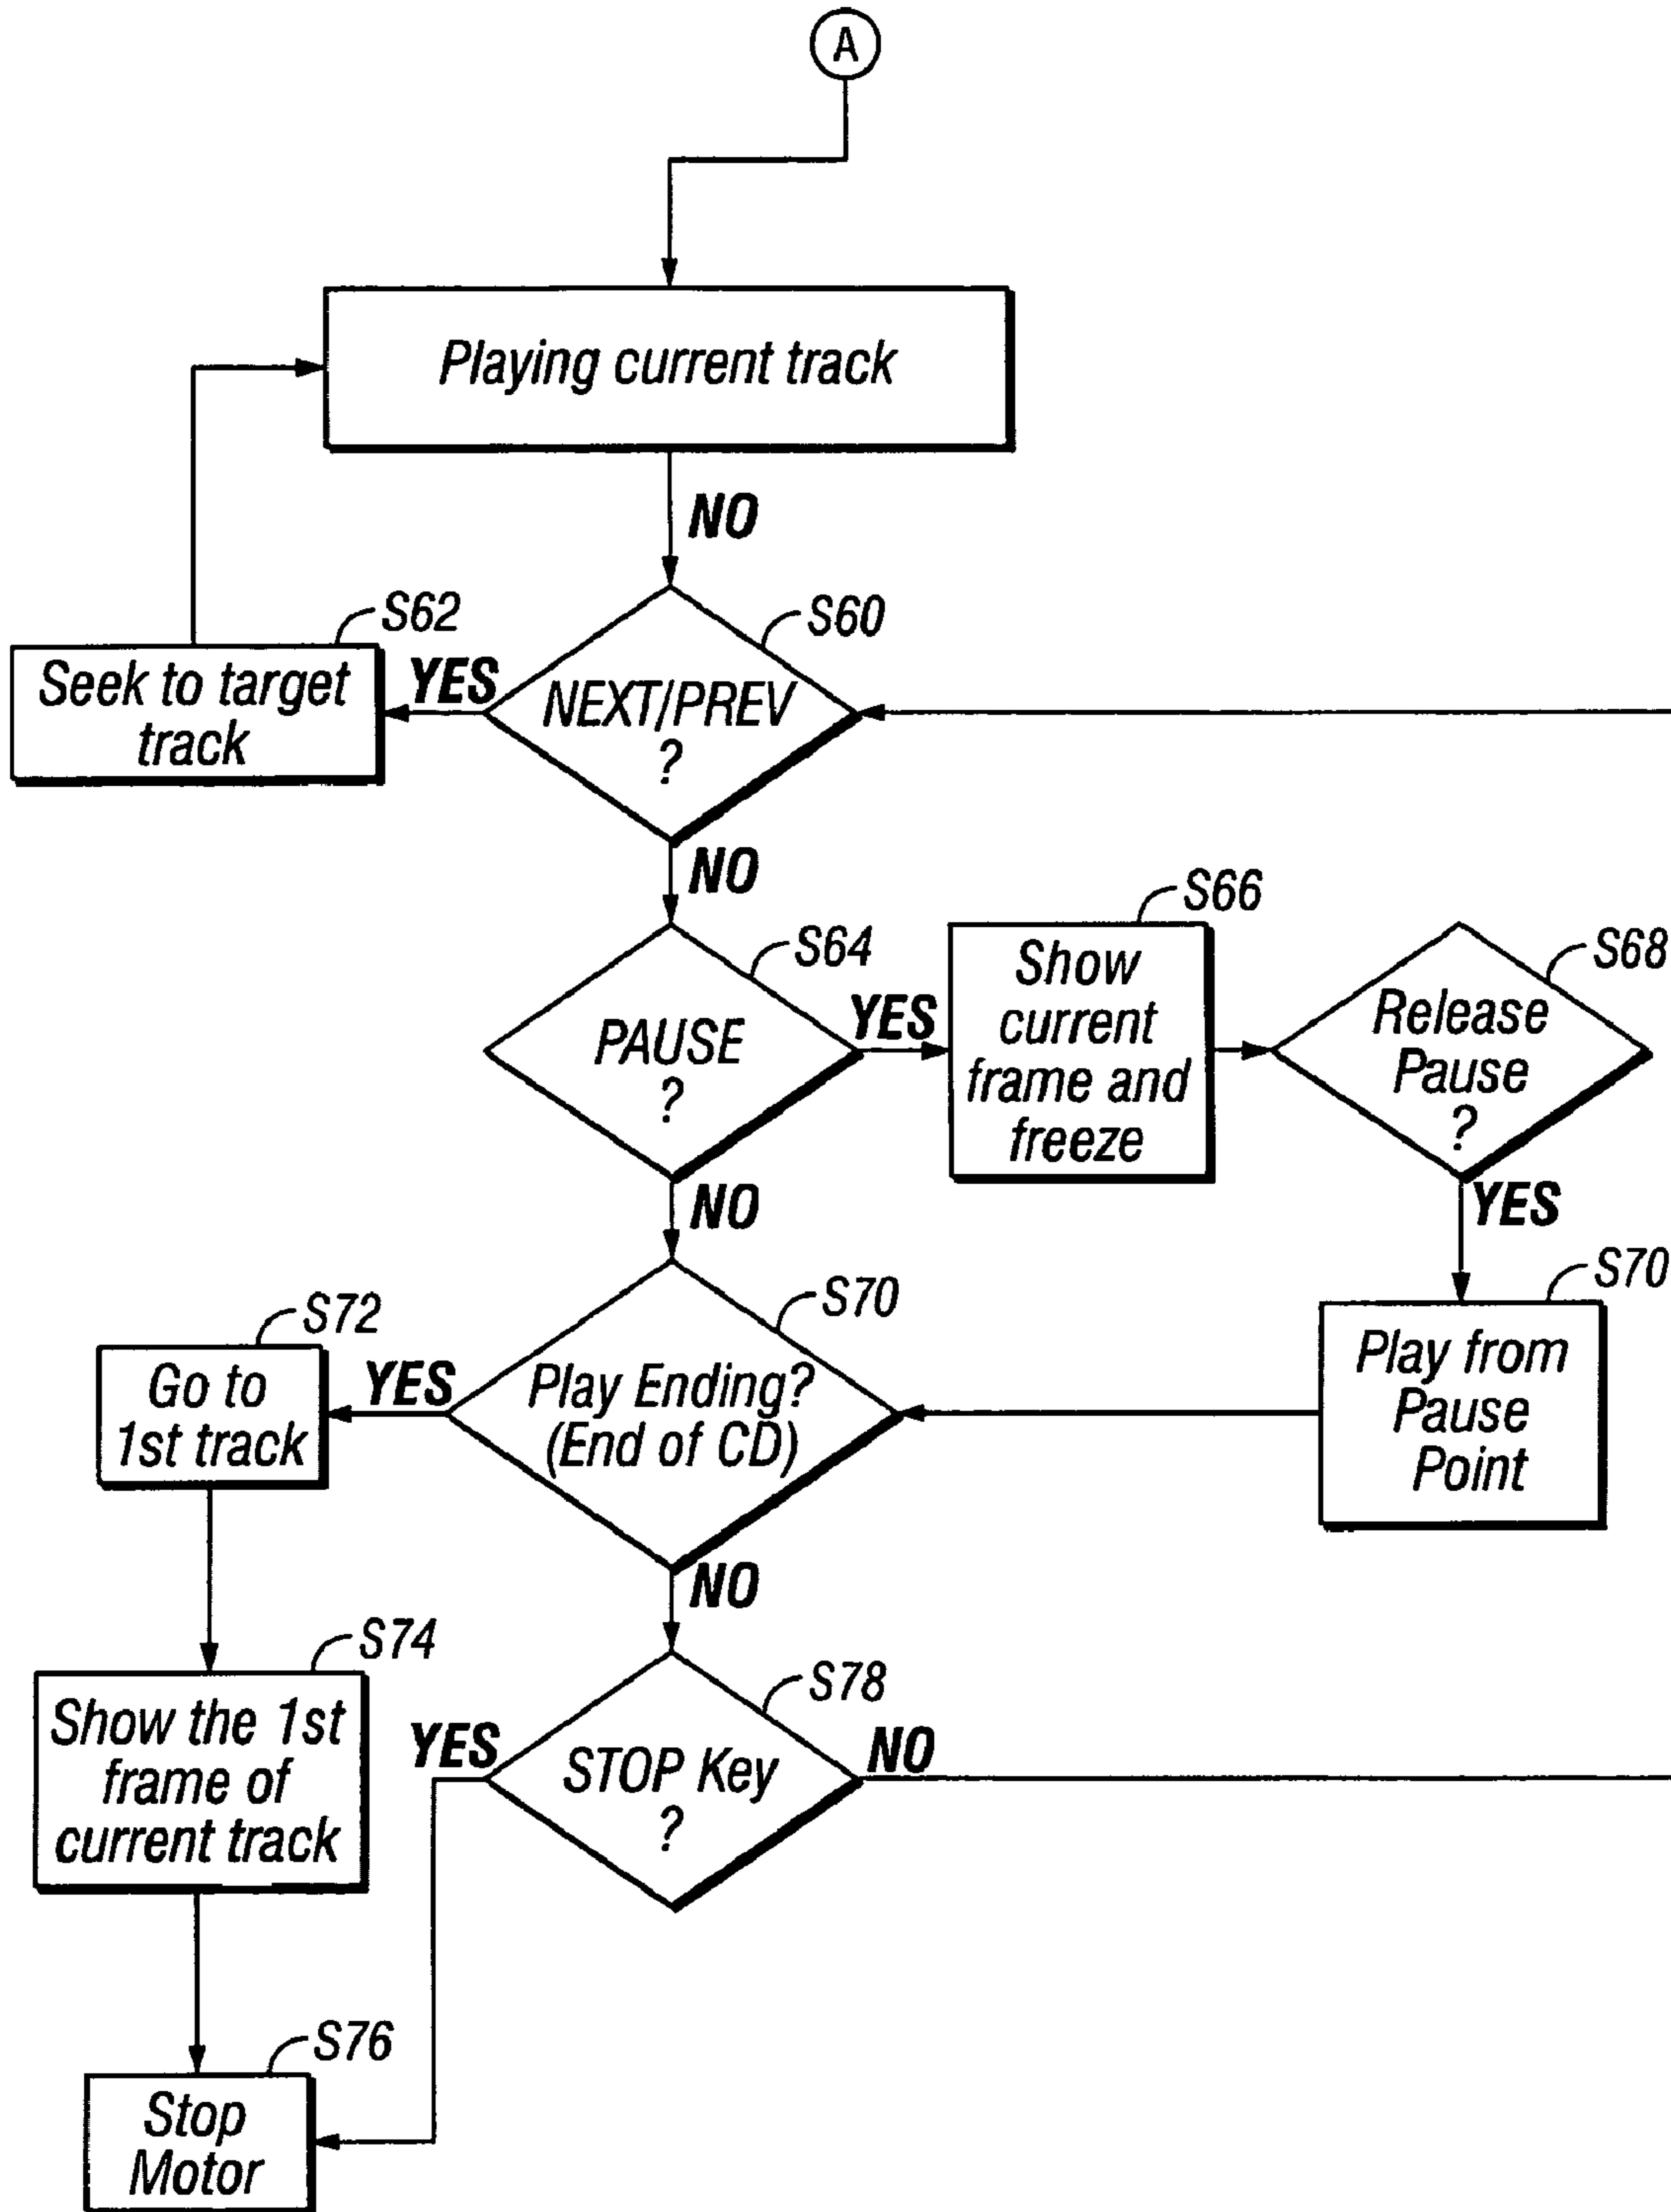 A
Playing current track
NO
S62
S60
Seek to target
track
YES
NEXT/PREV
?
NO
S64
S66
S68
PAUSE
?
YES
Show
current
frame and
freeze
Release
Pause
?
NO
YES
S72
S70
S70
Go to
1st track
YES
Play Ending?
(End of CD)
Play from
Pause
Point
NO
S74
S78
Show the 1st
frame of
current track
YES
STOP Key
?
NO
S76
Stop
Motor